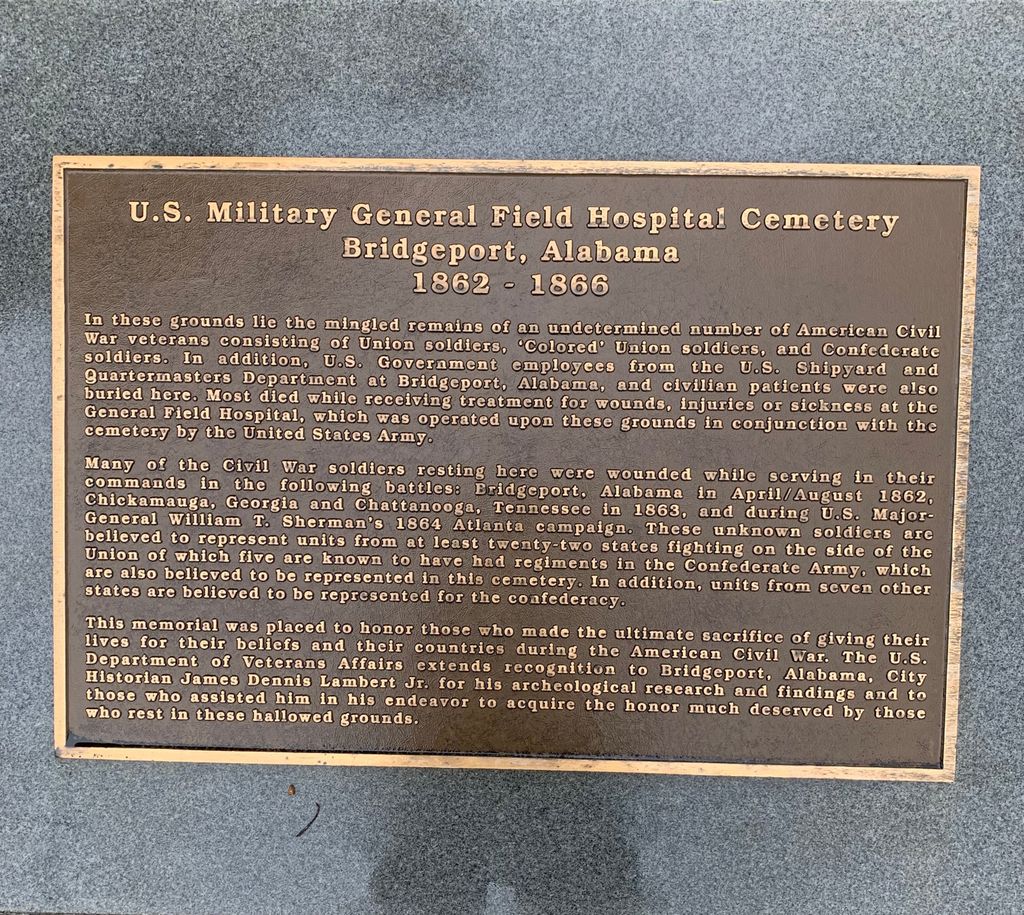 U.S. Military General Field Hospital Cemetery
Bridgeport, Alabama
1862 - 1866
In these grounds lie the mingled remains of an undetermined number of American Civil
War veterans consisting of Union soldiers, 'Colored' Union soldiers, and Confederate
soldiers. In addition, U.S. Government employees from the U.S. Shipyard and
Quartermasters Department at Bridgeport, Alabama, and civilian patients were also
buried here. Most died while receiving treatment for wounds, injuries or sickness at the
General Field Hospital, which was operated upon these grounds in conjunction with the
cemetery by the United States Army.
Many of the Civil War soldiers resting here were wounded while serving in their
commands in the following battles: Bridgeport, Alabama in April/August 1862,
Chickamauga, Georgia and Chattanooga, Tennessee in 1863, and during U.S. Major-
General William T. Sherman's 1864 Atlanta campaign. These unknown soldiers are
believed to represent units from at least twenty-two states fighting on the side of the
Union of which five are known to have had regiments in the Confederate Army, which
are also believed to be represented in this cemetery. In addition, units from seven other
states are believed to be represented for the confederacy.
This memorial was placed to honor those who made the ultimate sacrifice of giving their
lives for their beliefs and their countries during the American Civil War. The U.S.
Department of Veterans Affairs extends recognition to Bridgeport, Alabama, City
Historian James Dennis Lambert Jr. for his archeological research and findings and to
those who assisted him in his endeavor to acquire the honor much deserved by those
who rest in these hallowed grounds.